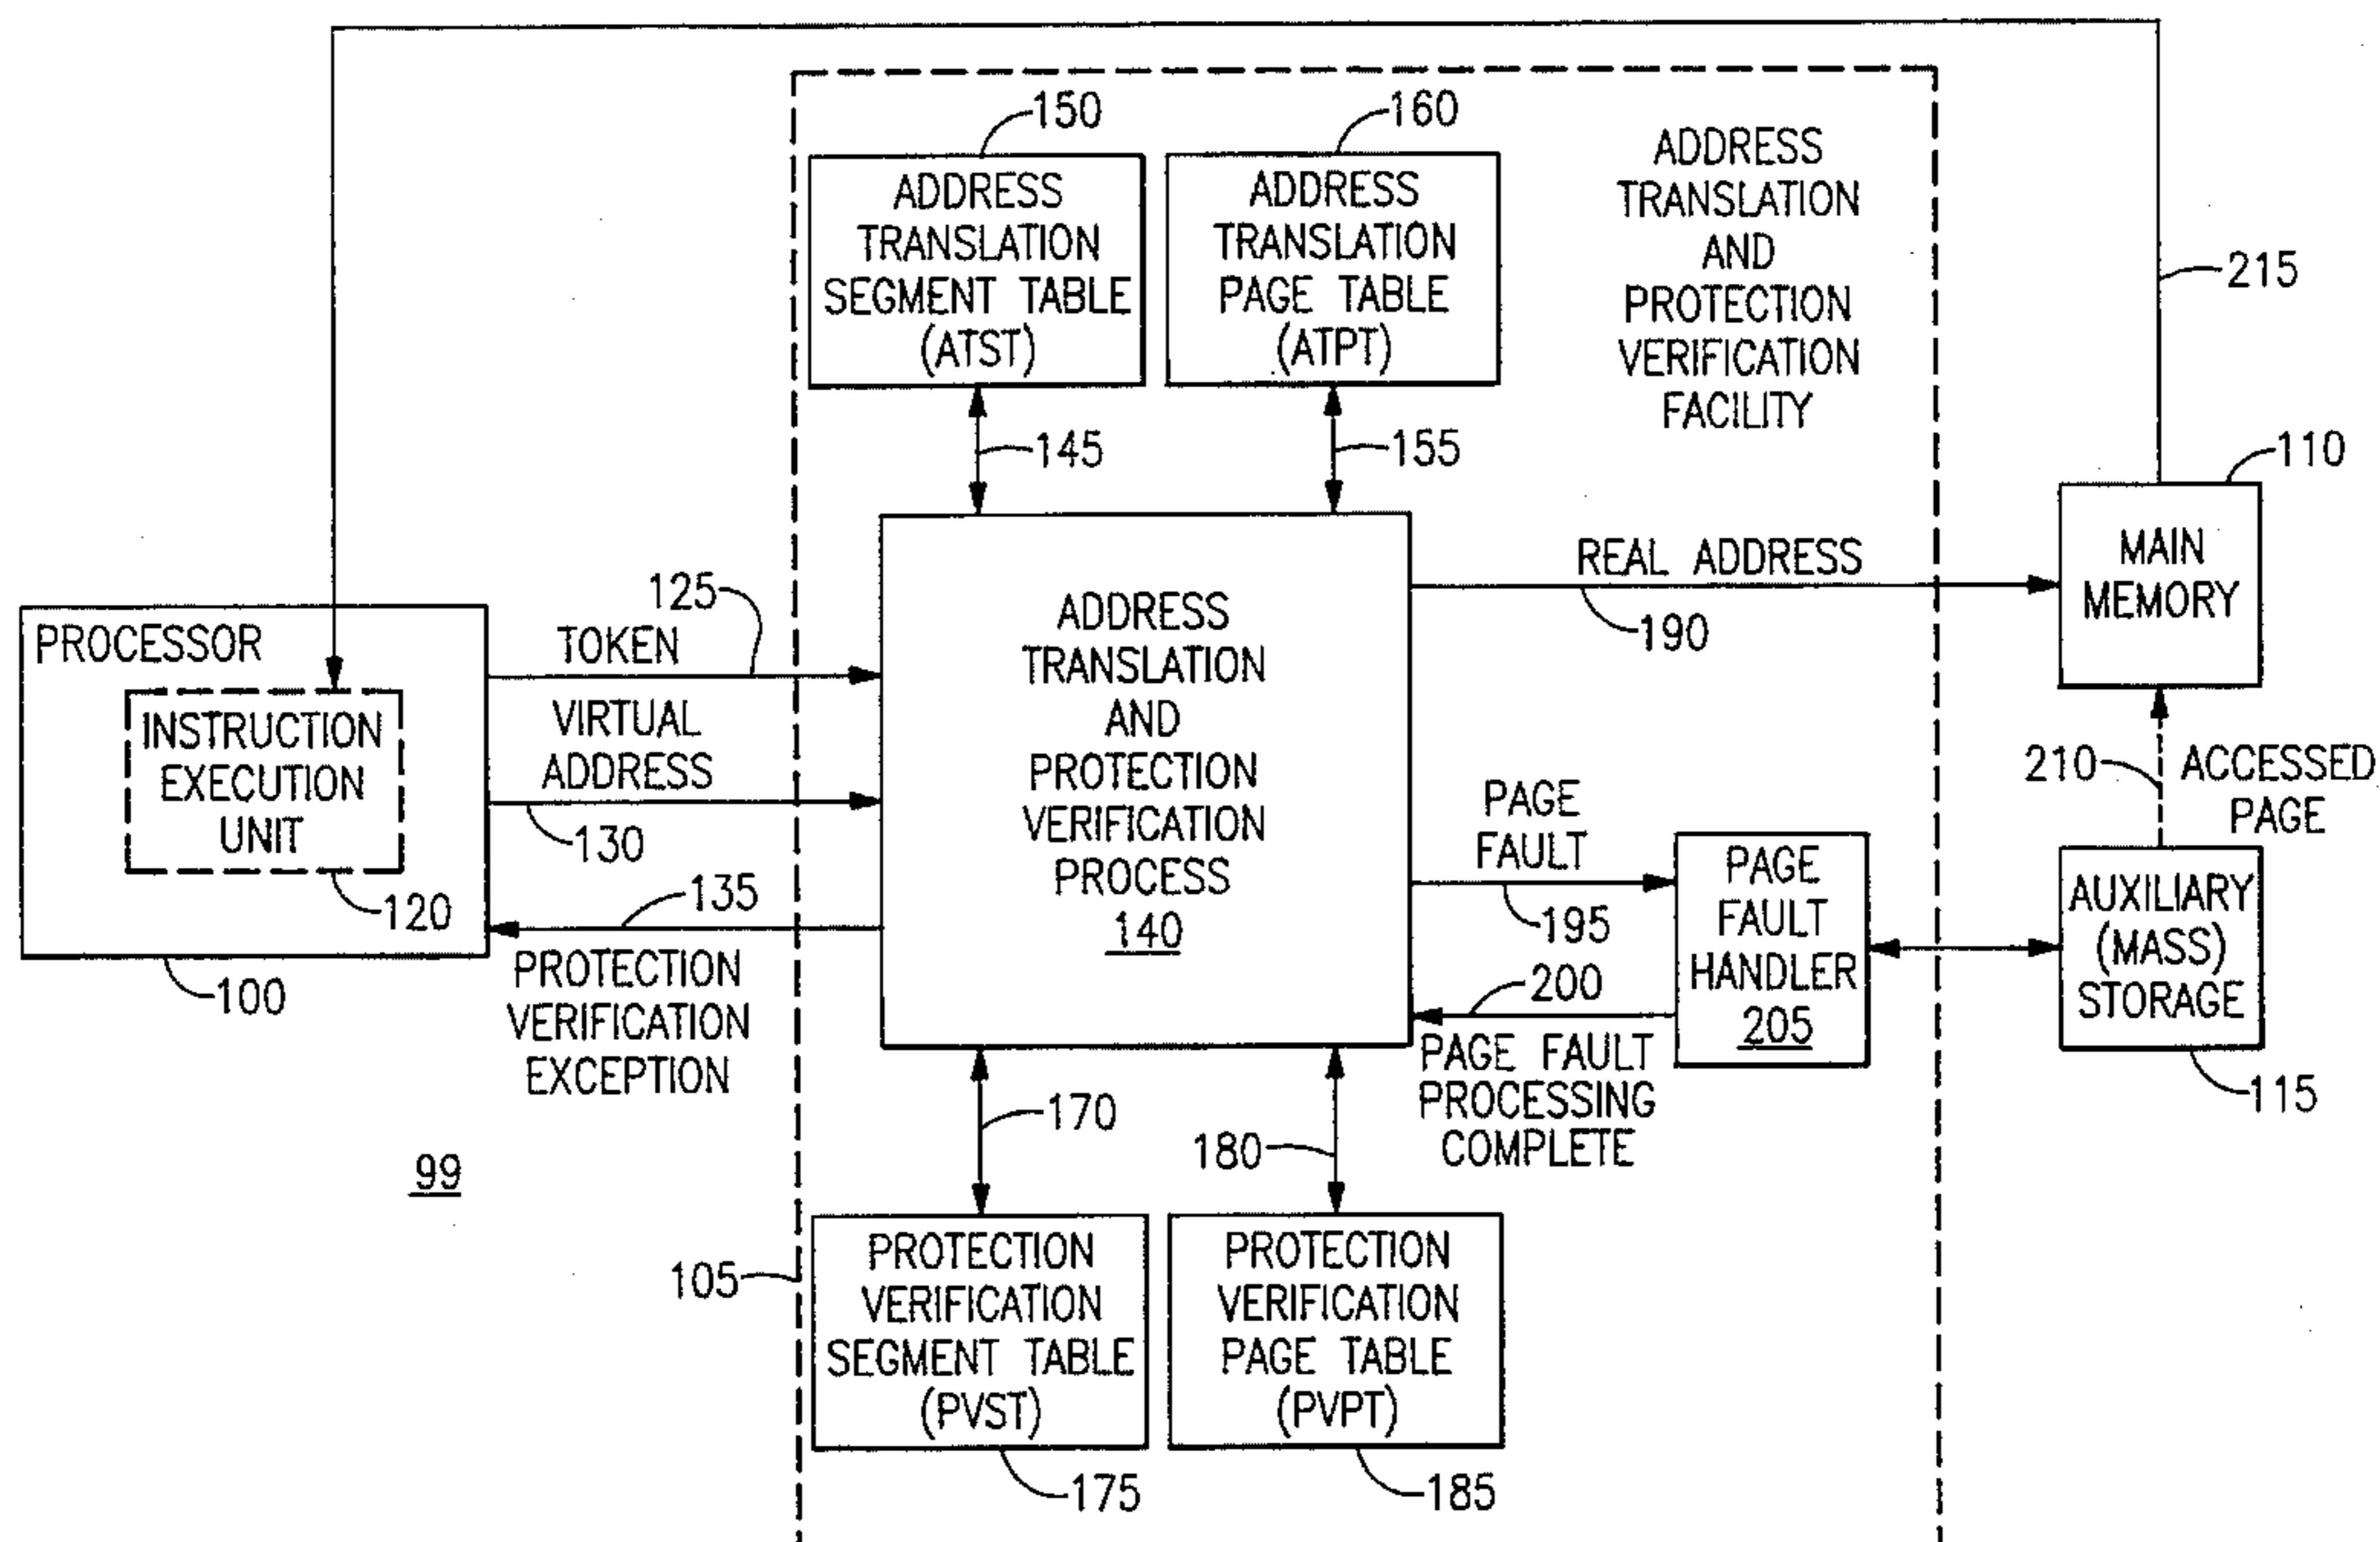 150
160
ADDRESS
TRANSLATION
SEGMENT TABLE
(ATST)
ADDRESS
TRANSLATION
PAGE TABLE
(ATPT)
ADDRESS
TRANSLATION
AND
PROTECTION
VERIFICATION
FACILITY
215
145
155
110
MAIN
MEMORY
REAL ADDRESS
190
PROCESSOR
INSTRUCTION
EXECUTION
UNIT
120
100
125
TOKEN
VIRTUAL
ADDRESS
130
135
PROTECTION
VERIFICATION
EXCEPTION
ADDRESS
TRANSLATION
AND
PROTECTION
VERIFICATION
PROCESS
140
PAGE
FAULT
195
200
PAGE FAULT
PROCESSING
COMPLETE
PAGE
FAULT
HANDLER
205
210
ACCESSED
PAGE
AUXILIARY
(MASS)
STORAGE
115
170
180
99
105
PROTECTION
VERIFICATION
SEGMENT TABLE
(PVST)
PROTECTION
VERIFICATION
PAGE TABLE
(PVPT)
175
185